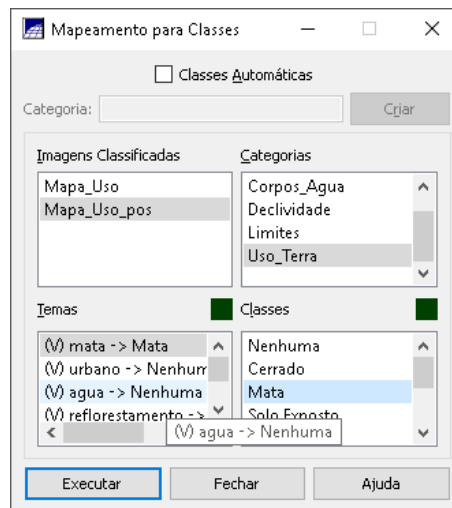 Mapeamento para Classes
Classes Automáticas
Categoria:
Criar
Imagens Classificadas
Categorias
Mapa_Uso
Mapa_Uso_pos
Corpos_Agua
Declividade
Limites
Uso_Terra
Temas
Classes
(V) mata -> Mata
(V) urbano -> Nenhum
(V) agua -> Nenhuma
(V) reflorestamento ->
Nenhuma
Cerrado
Mata
Solo Exposto
(V) agua -> Nenhuma
Executar
Fechar
Ajuda